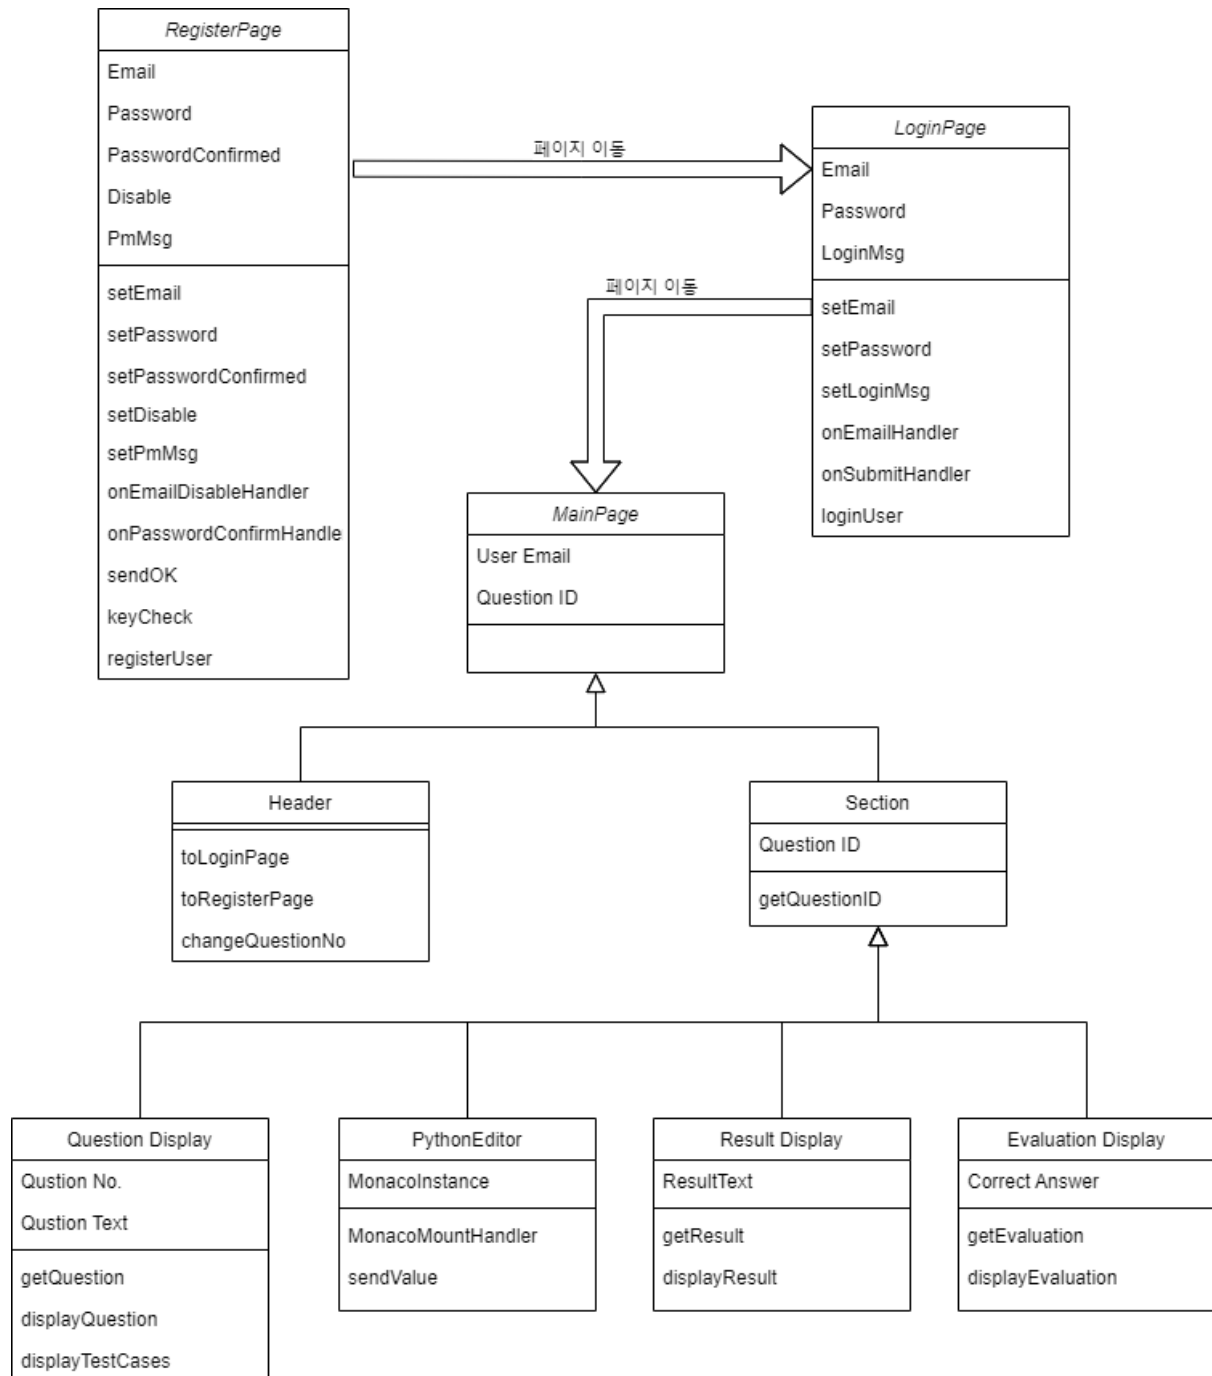 RegisterPage
Email
Password
PasswordConfirmed
Disable
PmMsg
setEmail
setPassword
setPasswordConfirmed
setDisable
setPmMsg
onEmailDisableHandler
onPasswordConfirmHandle
sendOK
keyCheck
registerUser
페이지 이동
LoginPage
Email
Password
LoginMsg
setEmail
setPassword
setLoginMsg
onEmailHandler
onSubmitHandler
loginUser
페이지 이동
MainPage
User Email
Question ID
Header
toLoginPage
toRegisterPage
changeQuestionNo
Section
Question ID
getQuestionID
Question Display
Qustion No.
Qustion Text
getQuestion
displayQuestion
displayTestCases
PythonEditor
MonacoInstance
MonacoMountHandler
sendValue
Result Display
ResultText
getResult
displayResult
Evaluation Display
Correct Answer
getEvaluation
displayEvaluation